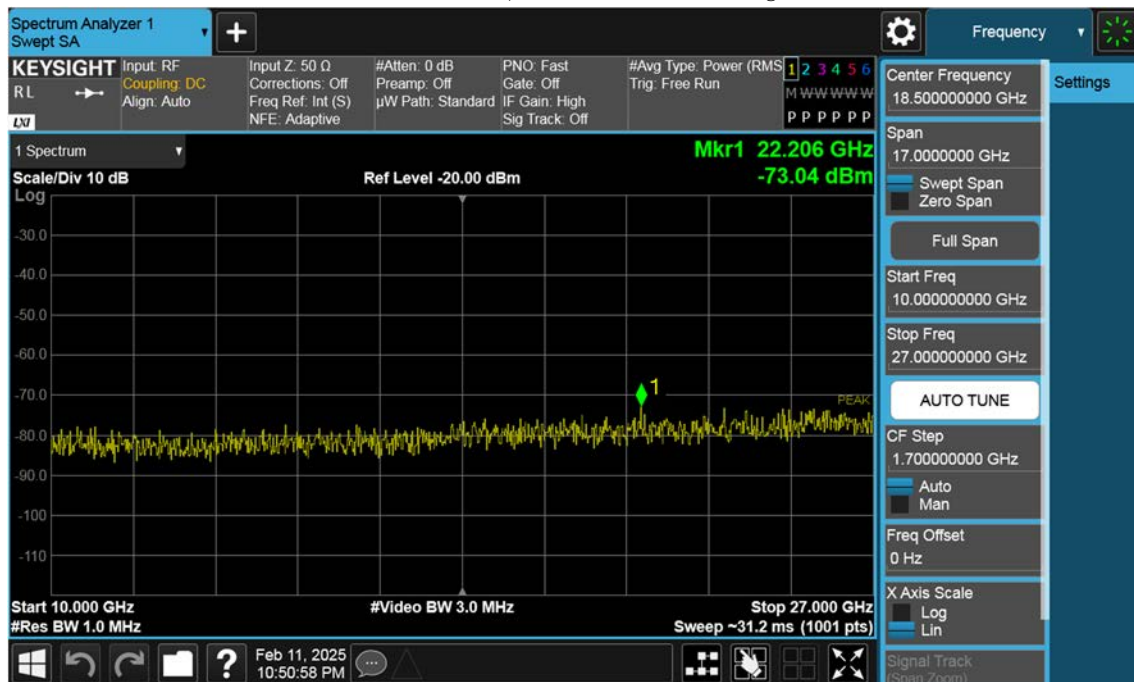 Spectrum Analyzer 1
Swept SA
Frequency
KEYSIGHT
RL
LXI
Input: RF
Coupling: DC
Align: Auto
Input Z: 50 Ω
Corrections: Off
Freq Ref: Int (S)
NFE: Adaptive
#Atten: 0 dB
Preamp: Off
µW Path: Standard
PNO: Fast
Gate: Off
IF Gain: High
Sig Track: Off
#Avg Type: Power (RMS
Trig: Free Run
1 2 3 4 5 6
M W W W W W
P P P P P P
1 Spectrum
Scale/Div 10 dB
Log
Ref Level -20.00 dBm
Mkr1 22.206 GHz
-73.04 dBm
-30.0
-40.0
-50.0
-60.0
-70.0
-80.0
-90.0
-100
-110
1
PEAK
Start 10.000 GHz
#Res BW 1.0 MHz
#Video BW 3.0 MHz
Stop 27.000 GHz
Sweep ~31.2 ms (1001 pts)
Center Frequency
18.500000000 GHz
Span
17.0000000 GHz
Swept Span
Zero Span
Full Span
Start Freq
10.000000000 GHz
Stop Freq
27.000000000 GHz
AUTO TUNE
CF Step
1.700000000 GHz
Auto
Man
Freq Offset
0 Hz
X Axis Scale
Log
Lin
Signal Track
(Span Zoom)
Settings
?
Feb 11, 2025
10:50:58 PM